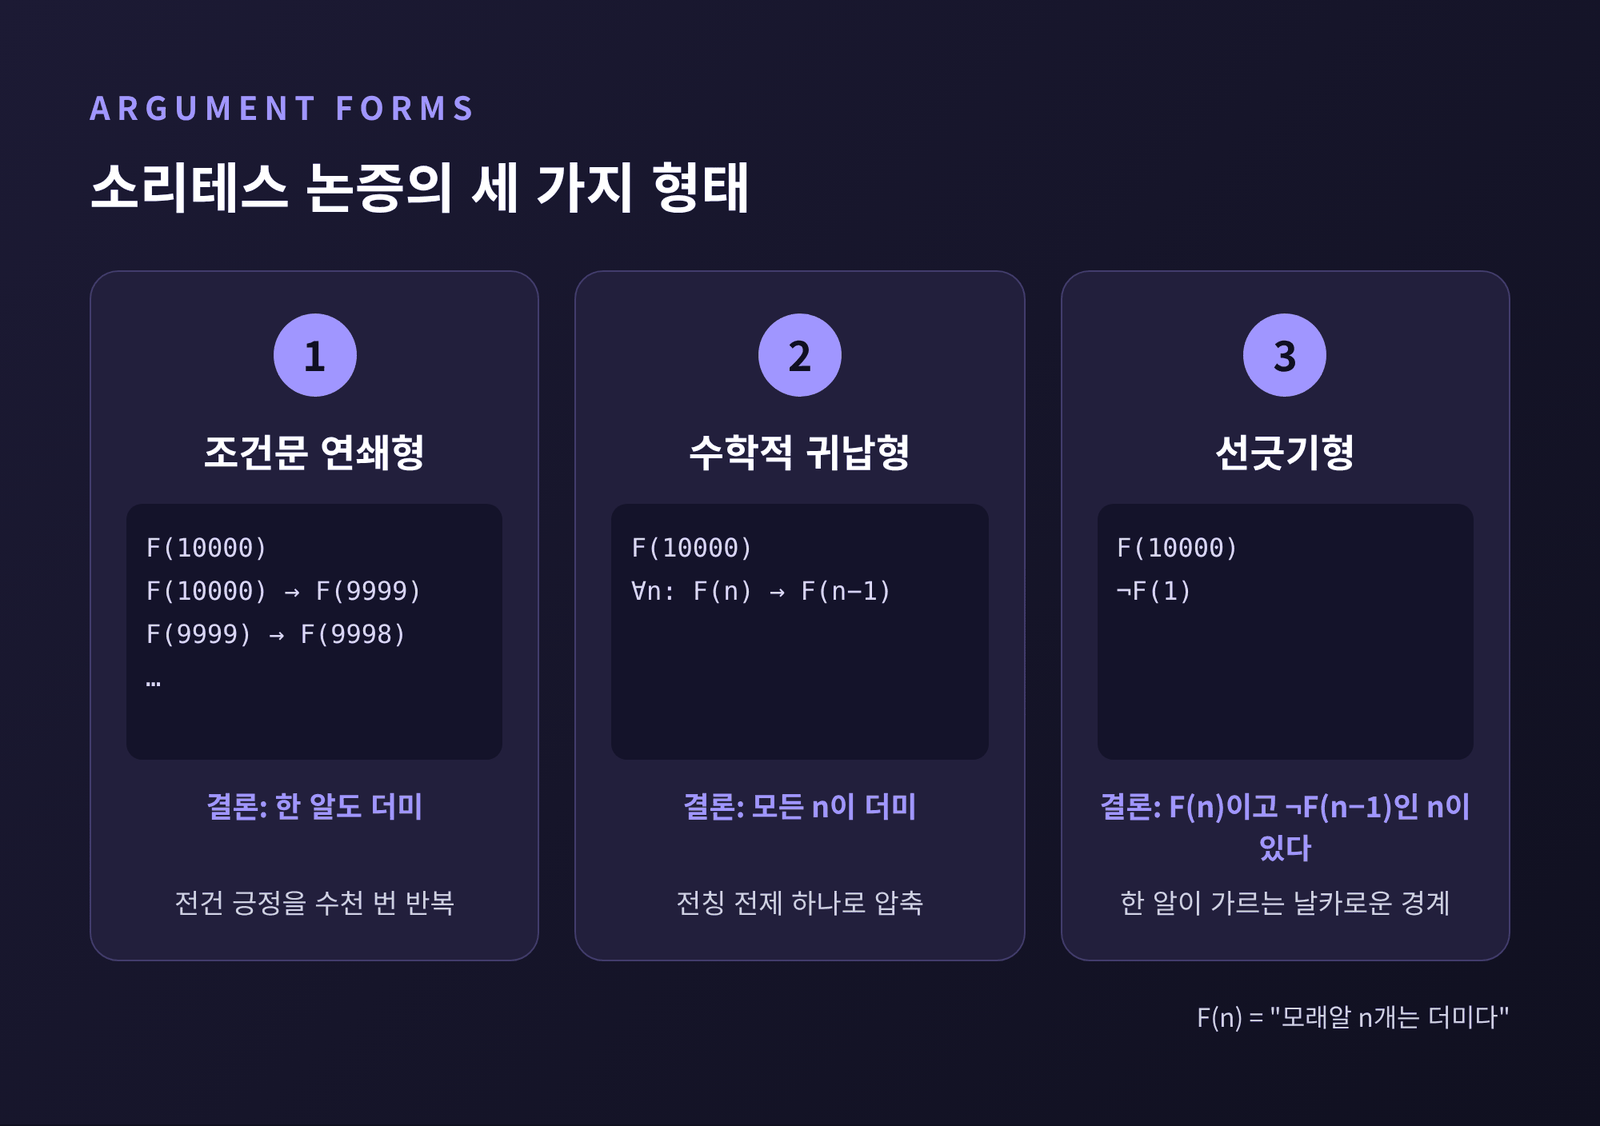 ARGUMENT FORMS
소리테스 논증의 세 가지 형태
1
조건문 연쇄형
F(10000)
F(10000) → F(9999)
F(9999) → F(9998)
…
결론: 한 알도 더미
전건 긍정을 수천 번 반복
2
수학적 귀납형
F(10000)
∀n: F(n) → F(n−1)
결론: 모든 n이 더미
전칭 전제 하나로 압축
3
선긋기형
F(10000)
¬F(1)
결론: F(n)이고 ¬F(n−1)인 n이
있다
한 알이 가르는 날카로운 경계
F(n) = "모래알 n개는 더미다"